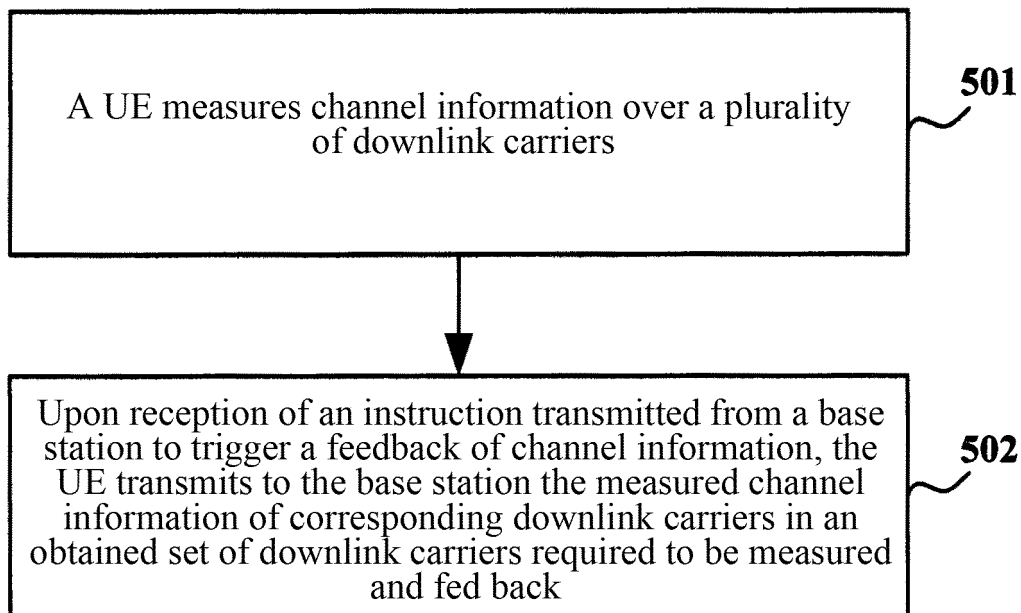 A UE measures channel information over a plurality
of downlink carriers
501
Upon reception of an instruction transmitted from a base
station to trigger a feedback of channel information, the
UE transmits to the base station the measured channel
information of corresponding downlink carriers in an
obtained set of downlink carriers required to be measured
and fed back
502